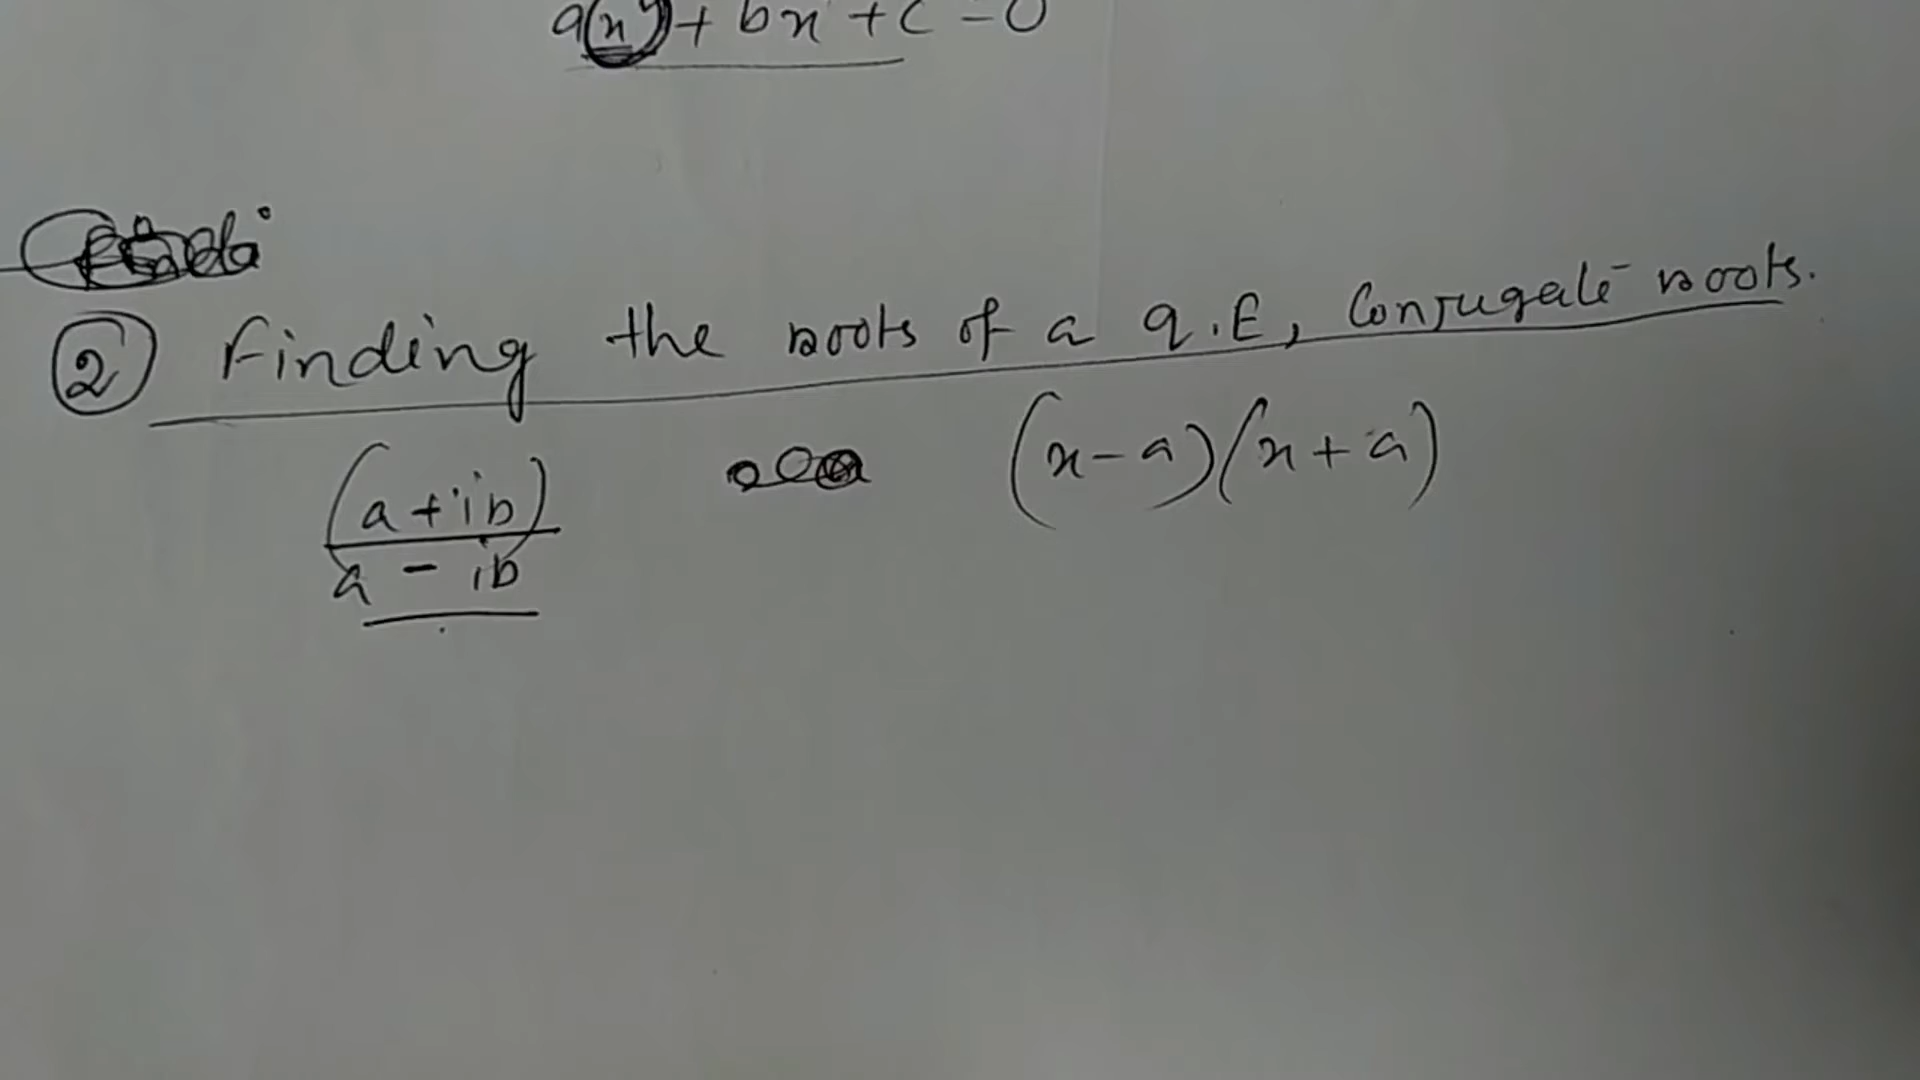 a(x²)+ bx + c = 0
② Finding the roots of a q.E, Conjugate roots.
(a+ib) (x-a)(x+a)
a - ib